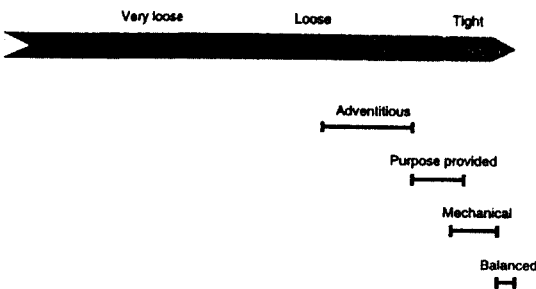 Very loose Loose Tight
Adventitious
Purpose provided
Mechanical
Balanced